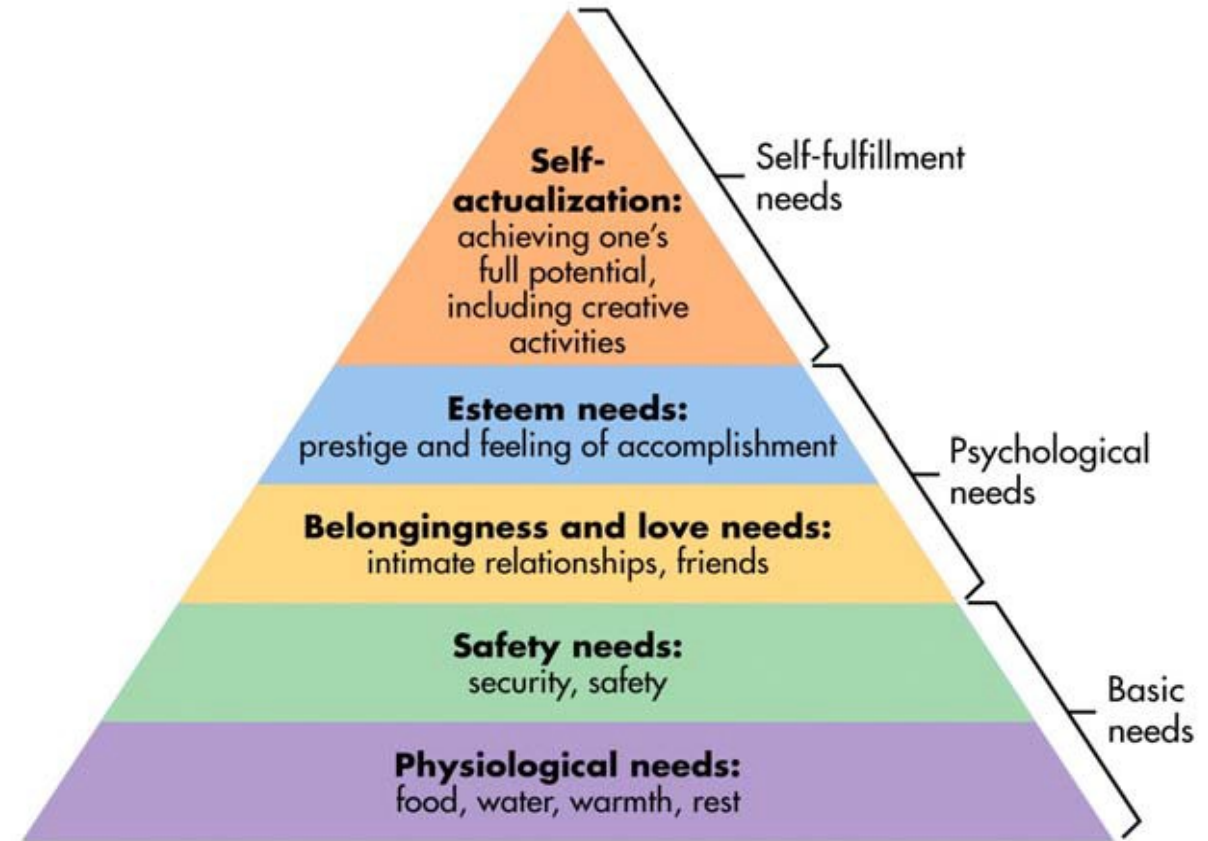 Self-
actualization:
achieving one's
full potential,
including creative
activities
Self-fulfillment
needs
Esteem needs:
prestige and feeling of accomplishment
Psychological
needs
Belongingness and love needs:
intimate relationships, friends
Safety needs:
security, safety
Basic
needs
Physiological needs:
food, water, warmth, rest